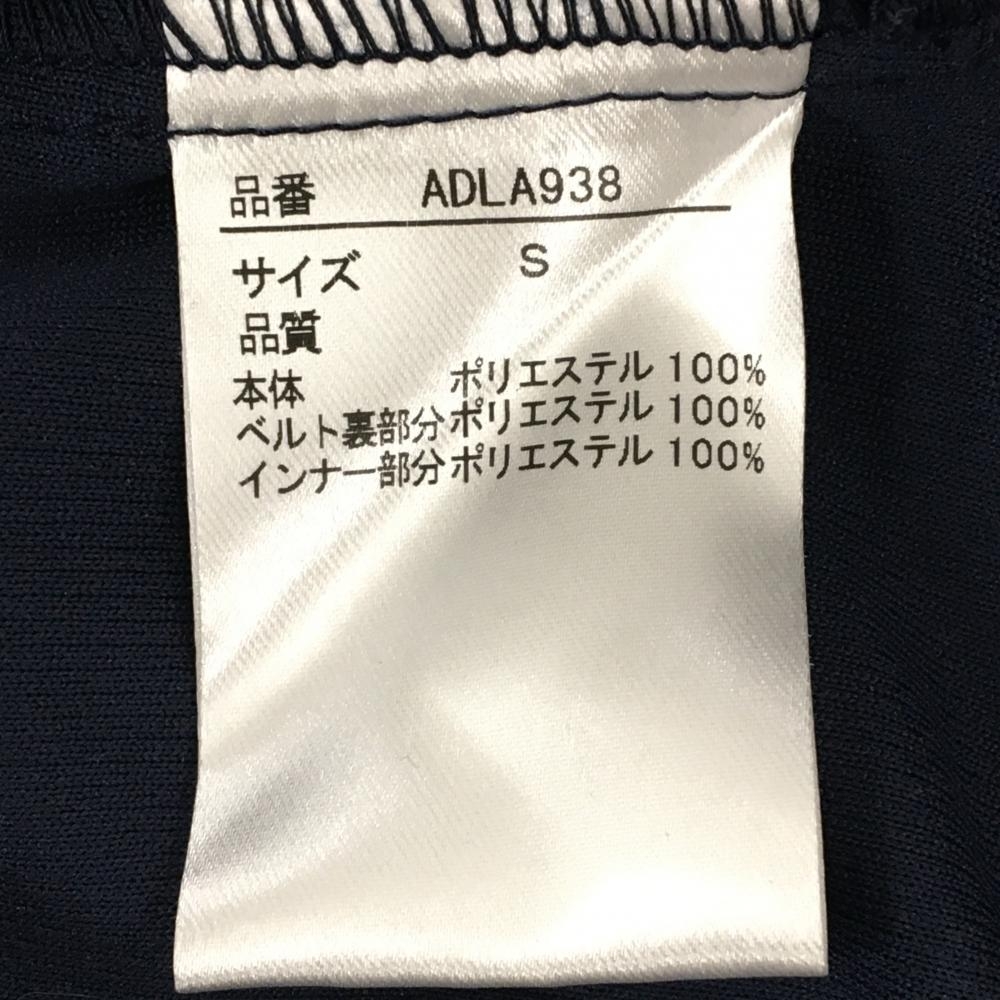 品番 ADLA938
サイズ S
品質
本体 ポリエステル 100%
ベルト裏部分 ポリエステル 100%
インナー部分 ポリエステル 100%